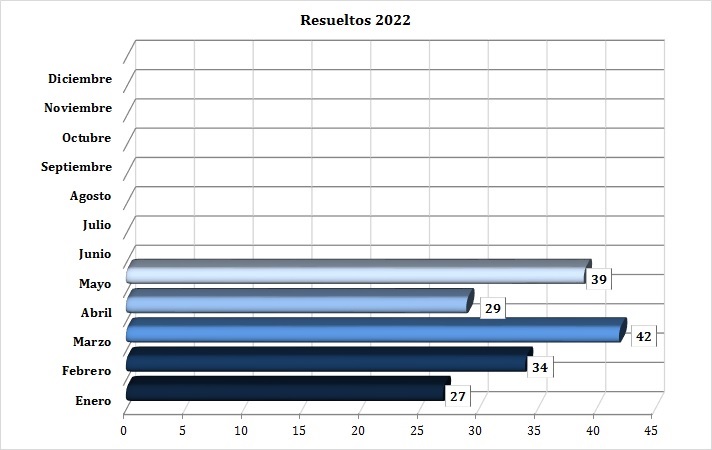 Resueltos 2022
Diciembre
Noviembre
Octubre
Septiembre
Agosto
Julio
Junio
Mayo
39
Abril
29
Marzo
42
Febrero
34
Enero
27
0 5 10 15 20 25 30 35 40 45